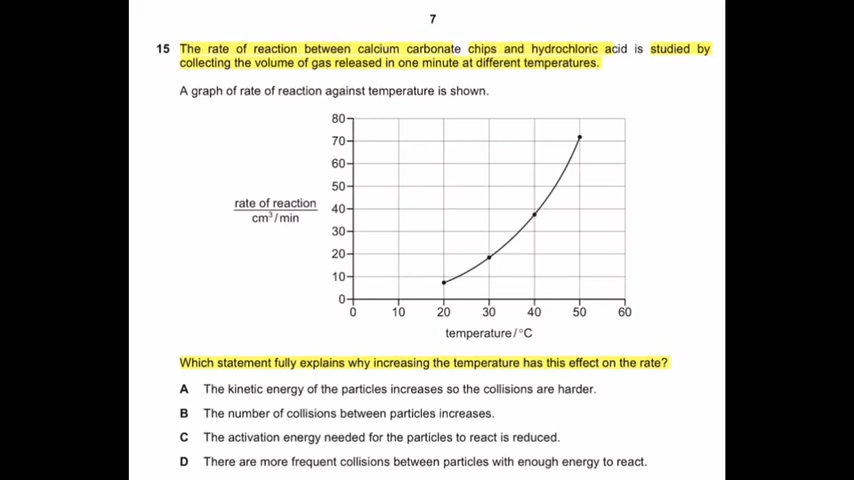 7
15 The rate of reaction between calcium carbonate chips and hydrochloric acid is studied by
collecting the volume of gas released in one minute at different temperatures.
A graph of rate of reaction against temperature is shown.
80
70
60
50
40
30
20
10
0
rate of reaction
cm³/min
0 10 20 30 40 50 60
temperature/°C
Which statement fully explains why increasing the temperature has this effect on the rate?
A The kinetic energy of the particles increases so the collisions are harder.
B The number of collisions between particles increases.
C The activation energy needed for the particles to react is reduced.
D There are more frequent collisions between particles with enough energy to react.